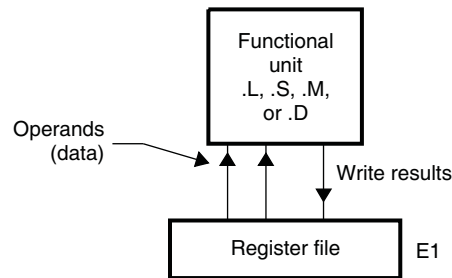 Functional
unit
.L, .S, .M,
or .D
Operands
(data)
Write results
Register file
E1